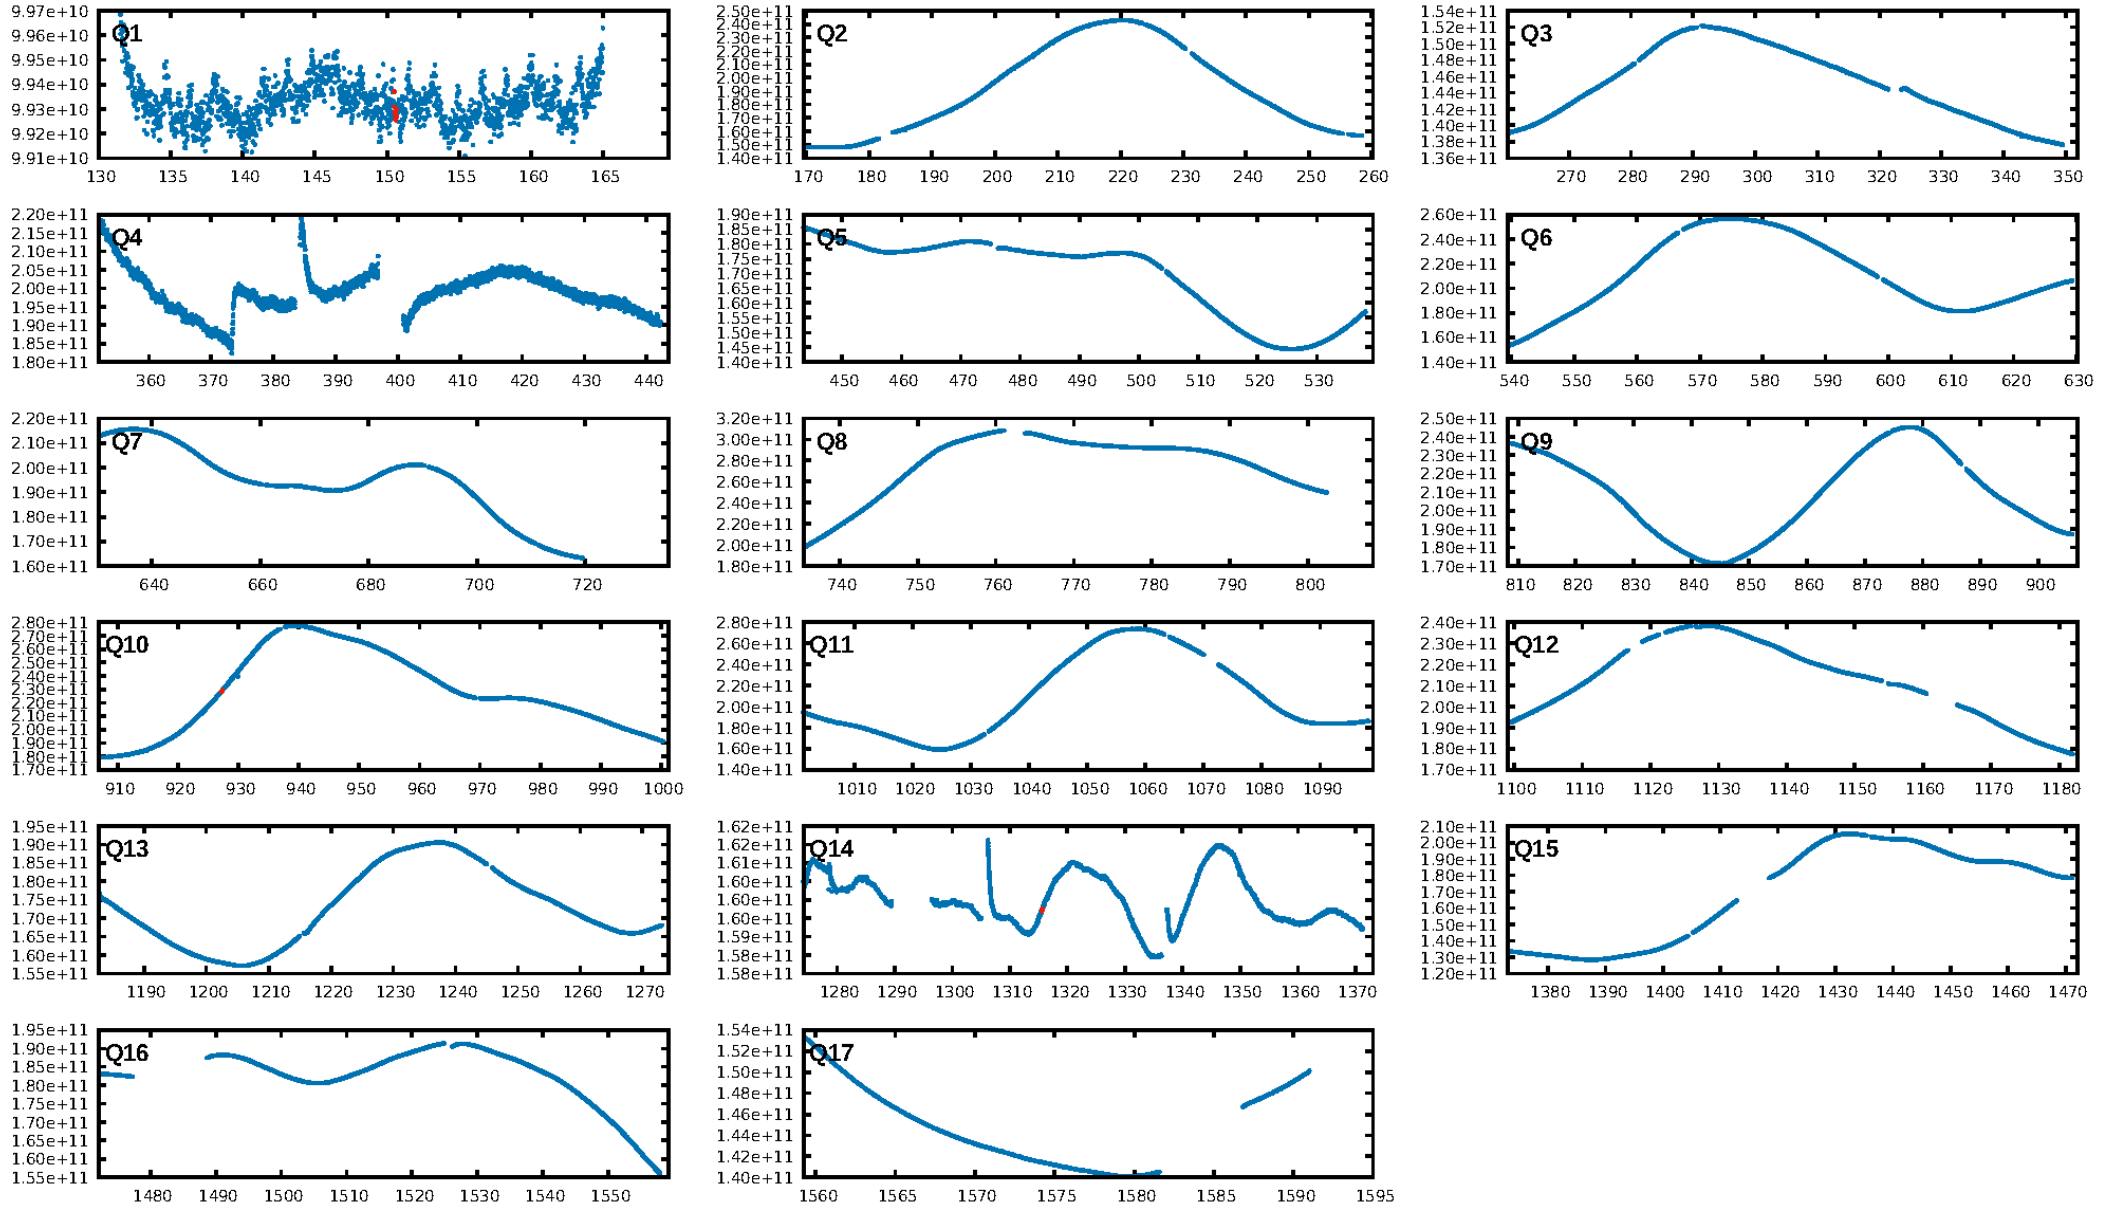 9.97e+10
9.96e+10
9.95e+10
9.94e+10
9.93e+10
9.92e+10
9.91e+10
Q1
130 135 140 145 150 155 160 165
2.50e+11
2.40e+11
2.30e+11
2.20e+11
2.10e+11
2.00e+11
1.90e+11
1.80e+11
1.70e+11
1.60e+11
1.50e+11
1.40e+11
Q2
170 180 190 200 210 220 230 240 250 260
1.54e+11
1.52e+11
1.50e+11
1.48e+11
1.46e+11
1.44e+11
1.42e+11
1.40e+11
1.38e+11
1.36e+11
Q3
270 280 290 300 310 320 330 340 350
2.20e+11
2.15e+11
2.10e+11
2.05e+11
2.00e+11
1.95e+11
1.90e+11
1.85e+11
1.80e+11
Q4
360 370 380 390 400 410 420 430 440
1.90e+11
1.85e+11
1.80e+11
1.75e+11
1.70e+11
1.65e+11
1.60e+11
1.55e+11
1.50e+11
1.45e+11
1.40e+11
Q5
450 460 470 480 490 500 510 520 530
2.60e+11
2.40e+11
2.20e+11
2.00e+11
1.80e+11
1.60e+11
1.40e+11
Q6
540 550 560 570 580 590 600 610 620 630
2.20e+11
2.10e+11
2.00e+11
1.90e+11
1.80e+11
1.70e+11
1.60e+11
Q7
640 660 680 700 720
3.20e+11
3.00e+11
2.80e+11
2.60e+11
2.40e+11
2.20e+11
2.00e+11
1.80e+11
Q8
740 750 760 770 780 790 800
2.50e+11
2.40e+11
2.30e+11
2.20e+11
2.10e+11
2.00e+11
1.90e+11
1.80e+11
1.70e+11
Q9
810 820 830 840 850 860 870 880 890 900
2.80e+11
2.70e+11
2.60e+11
2.50e+11
2.40e+11
2.30e+11
2.20e+11
2.10e+11
2.00e+11
1.90e+11
1.80e+11
1.70e+11
Q10
910 920 930 940 950 960 970 980 990 1000
2.80e+11
2.60e+11
2.40e+11
2.20e+11
2.00e+11
1.80e+11
1.60e+11
1.40e+11
Q11
1010 1020 1030 1040 1050 1060 1070 1080 1090
2.40e+11
2.30e+11
2.20e+11
2.10e+11
2.00e+11
1.90e+11
1.80e+11
1.70e+11
Q12
1100 1110 1120 1130 1140 1150 1160 1170 1180
1.95e+11
1.90e+11
1.85e+11
1.80e+11
1.75e+11
1.70e+11
1.65e+11
1.60e+11
1.55e+11
Q13
1190 1200 1210 1220 1230 1240 1250 1260 1270
1.62e+11
1.62e+11
1.61e+11
1.60e+11
1.60e+11
1.60e+11
1.59e+11
1.58e+11
1.58e+11
Q14
1280 1290 1300 1310 1320 1330 1340 1350 1360 1370
2.10e+11
2.00e+11
1.90e+11
1.80e+11
1.70e+11
1.60e+11
1.50e+11
1.40e+11
1.30e+11
1.20e+11
Q15
1380 1390 1400 1410 1420 1430 1440 1450 1460 1470
1.95e+11
1.90e+11
1.85e+11
1.80e+11
1.75e+11
1.70e+11
1.65e+11
1.60e+11
1.55e+11
Q16
1480 1490 1500 1510 1520 1530 1540 1550
1.54e+11
1.52e+11
1.50e+11
1.48e+11
1.46e+11
1.44e+11
1.42e+11
1.40e+11
Q17
1560 1565 1570 1575 1580 1585 1590 1595